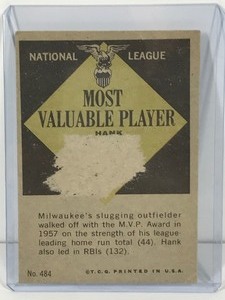 NATIONAL LEAGUE
MOST
VALUABLE PLAYER
HANK
Milwaukee's slugging outfielder
walked off with the M.V.P. Award in
1957 on the strength of his league-
leading home run total (44). Hank
also led in RBIs (132).
No. 484 ©T.C.G. PRINTED IN U.S.A.